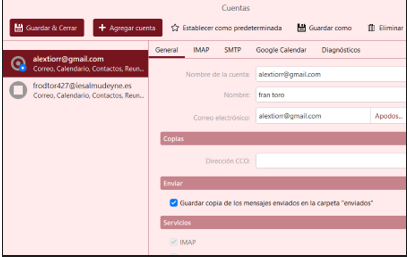 Cuentas
Guardar & Cerrar + Agregar cuenta Establecer como predeterminada Guardar como Eliminar
alextiorr@gmail.com
Correo, Calendario, Contactos, Reun...
frodtor427@iesalmudeyne.es
Correo, Calendario, Contactos, Reun...
General IMAP SMTP Google Calendar Diagnósticos
Nombre de la cuenta: alextiorr@gmail.com
Nombre: fran toro
Correo electrónico: alextiorr@gmail.com Apodos...
Copias
Dirección CCO:
Enviar
Guardar copia de los mensajes enviados en la carpeta "enviados"
Servicios
IMAP